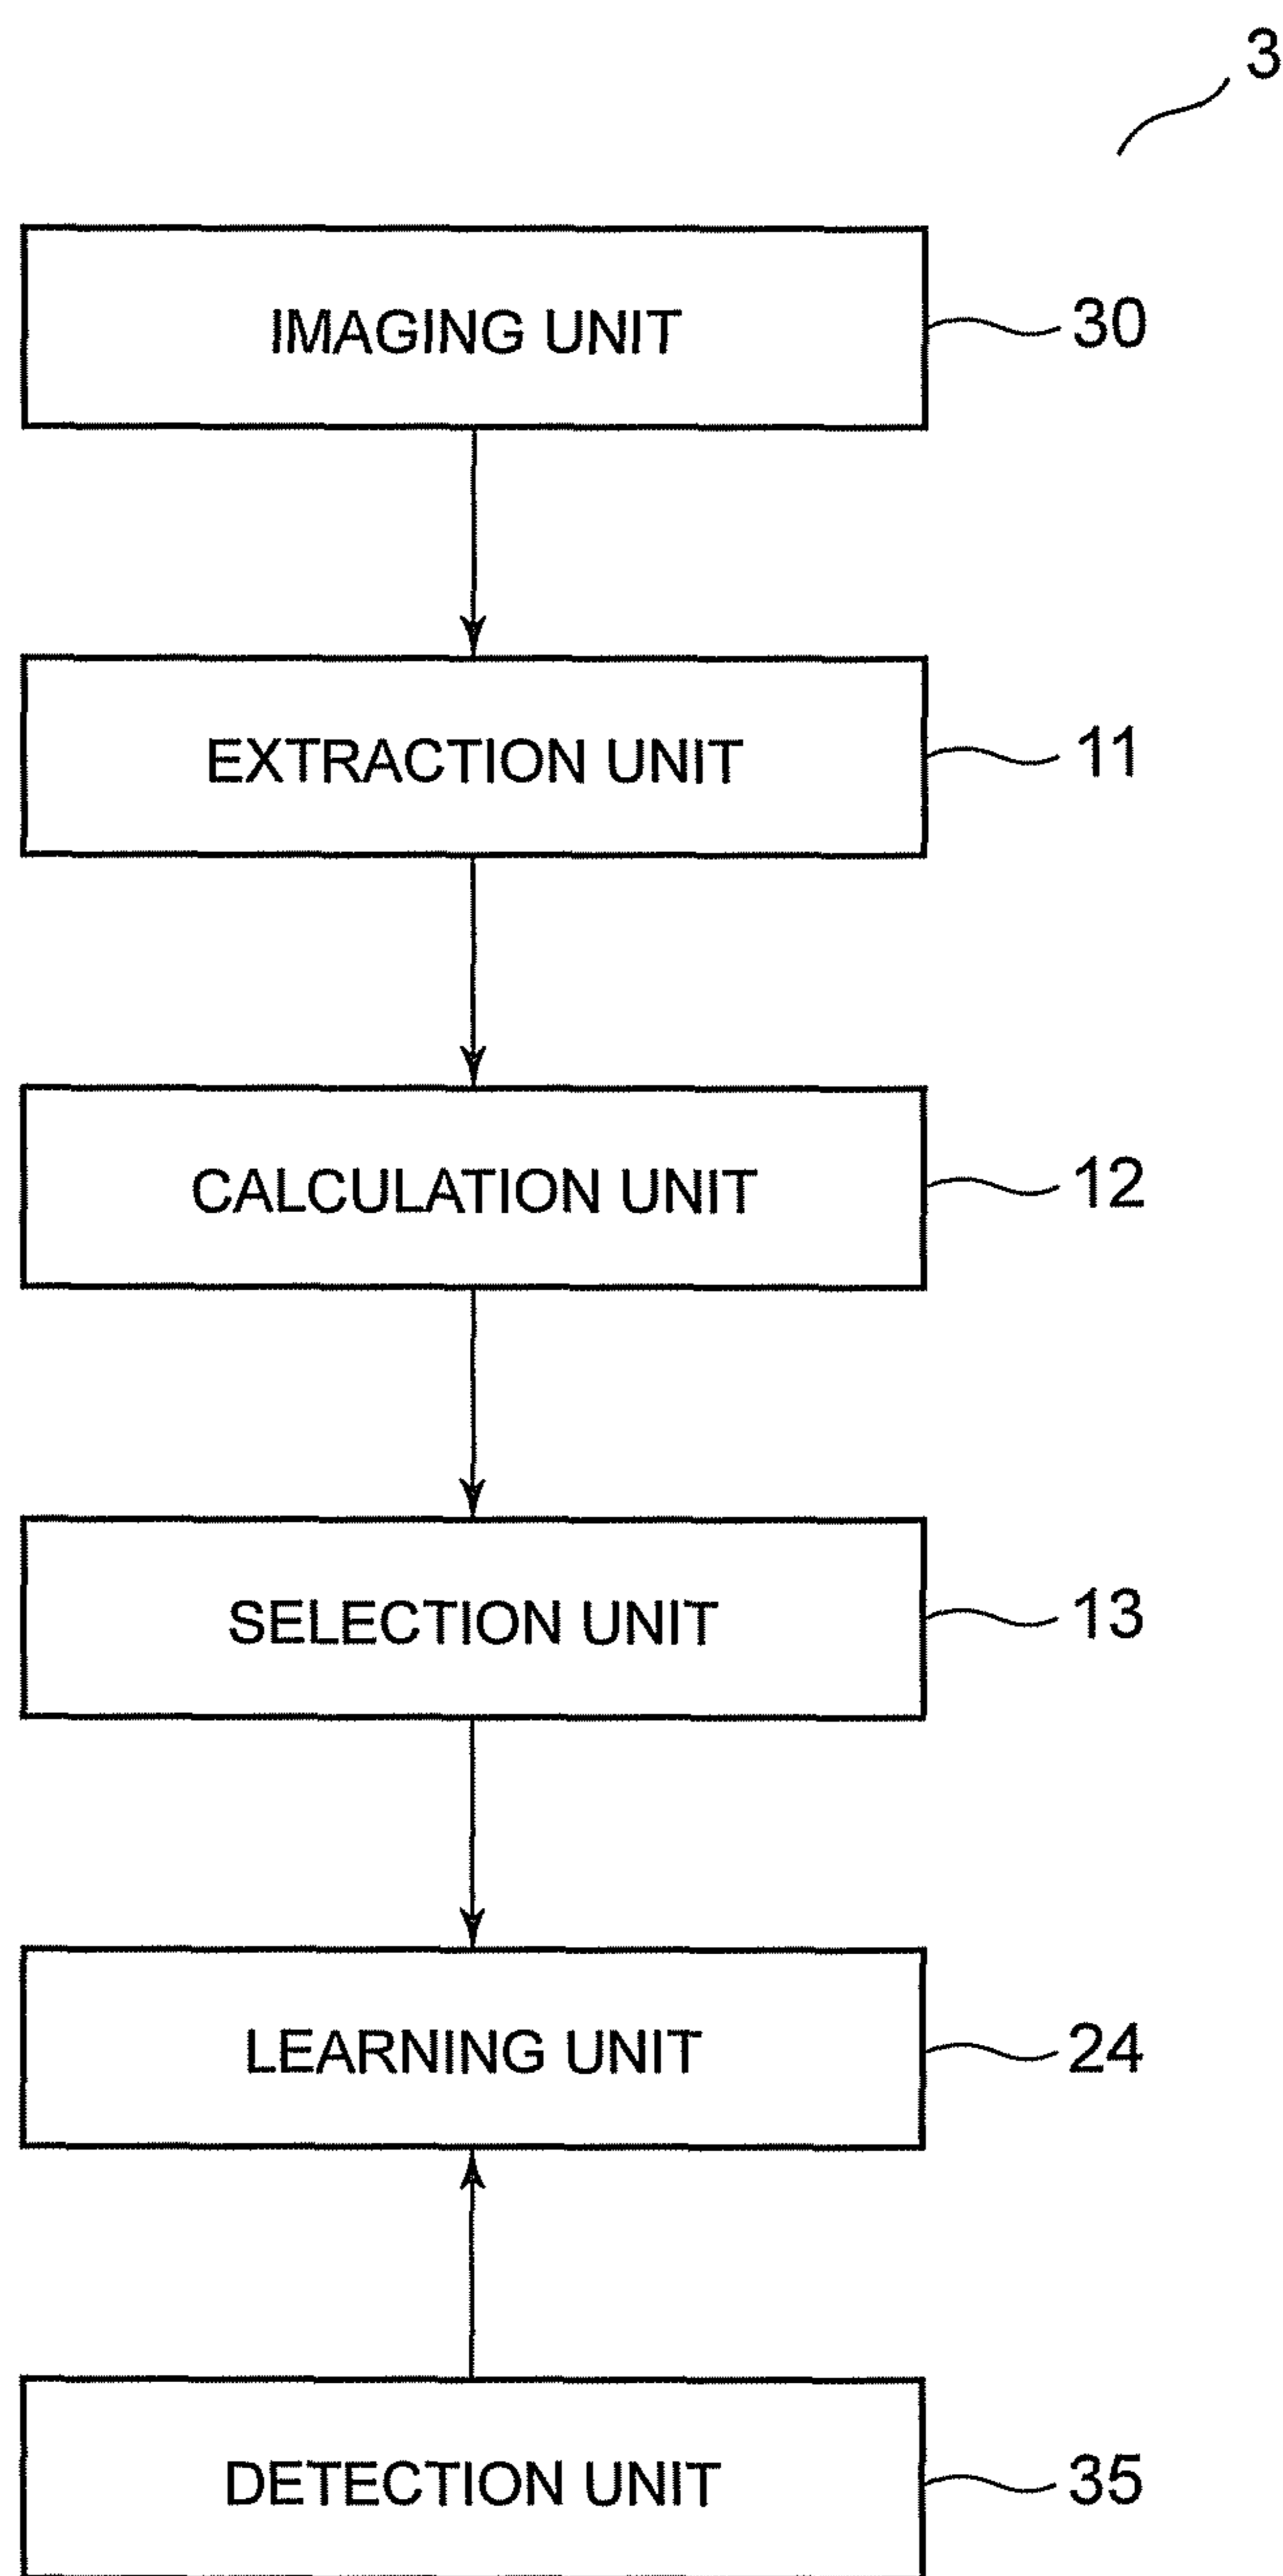 3
IMAGING UNIT 30
EXTRACTION UNIT 11
CALCULATION UNIT 12
SELECTION UNIT 13
LEARNING UNIT 24
DETECTION UNIT 35